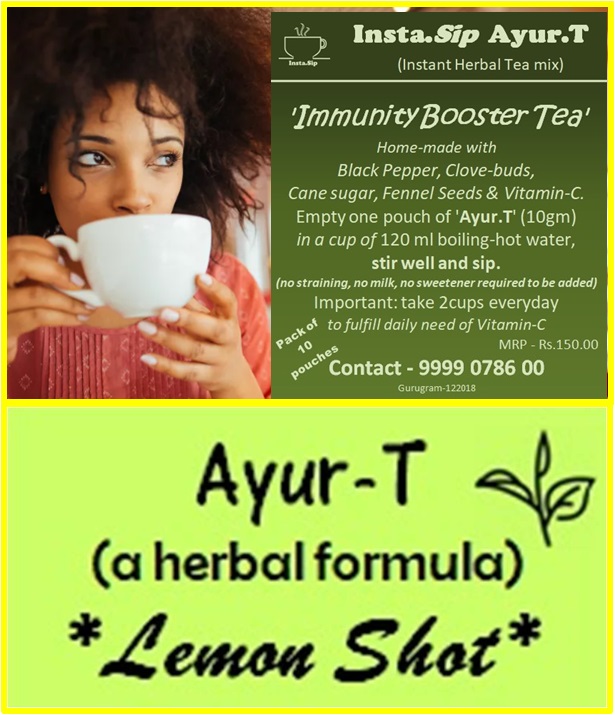 Insta.Sip Ayur.T
Insta.Sip
(Instant Herbal Tea mix)
'Immunity Booster Tea'
Home-made with
Black Pepper, Clove-buds,
Cane sugar, Fennel Seeds & Vitamin-C.
Empty one pouch of 'Ayur.T' (10gm)
in a cup of 120 ml boiling-hot water,
stir well and sip.
(no straining, no milk, no sweetener required to be added)
Important: take 2cups everyday
to fulfill daily need of Vitamin-C
Pack of
10
pouches
MRP - Rs.150.00
Contact - 9999 0786 00
Gurugram-122018
Ayur-T
(a herbal formula)
*Lemon Shot*